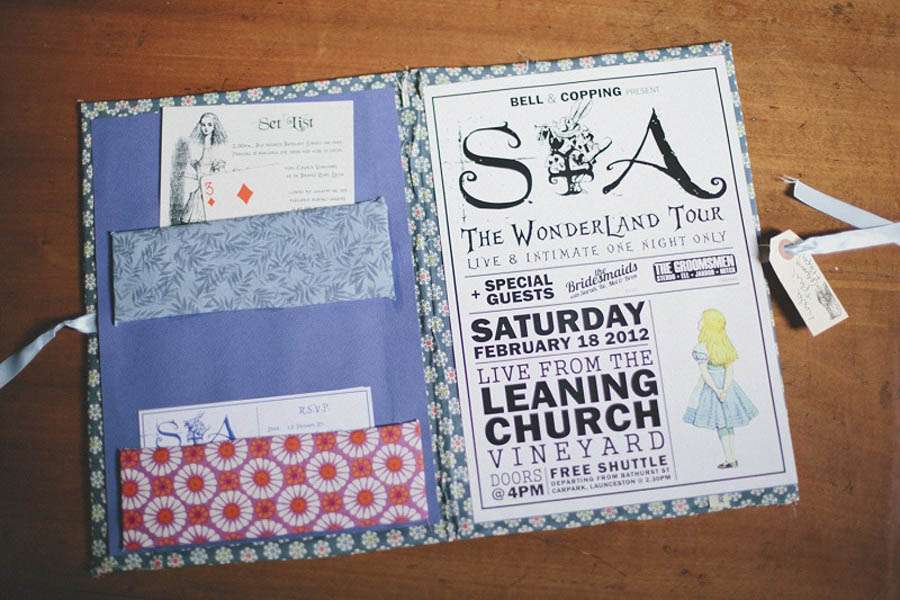 Set List
3
S&A
R.S.V.P.
BELL & COPPING PRESENT
S&A
THE WONDERLAND TOUR
LIVE & INTIMATE ONE NIGHT ONLY
+ SPECIAL GUESTS
the Bridesmaids
THE GROOMSMEN
SATURDAY
FEBRUARY 18 2012
LIVE FROM THE
LEANING
CHURCH
VINEYARD
DOORS
@ 4PM
FREE SHUTTLE
DEPARTING FROM BATHURST ST
CARPARK, LAUNCESTON @ 2.30PM